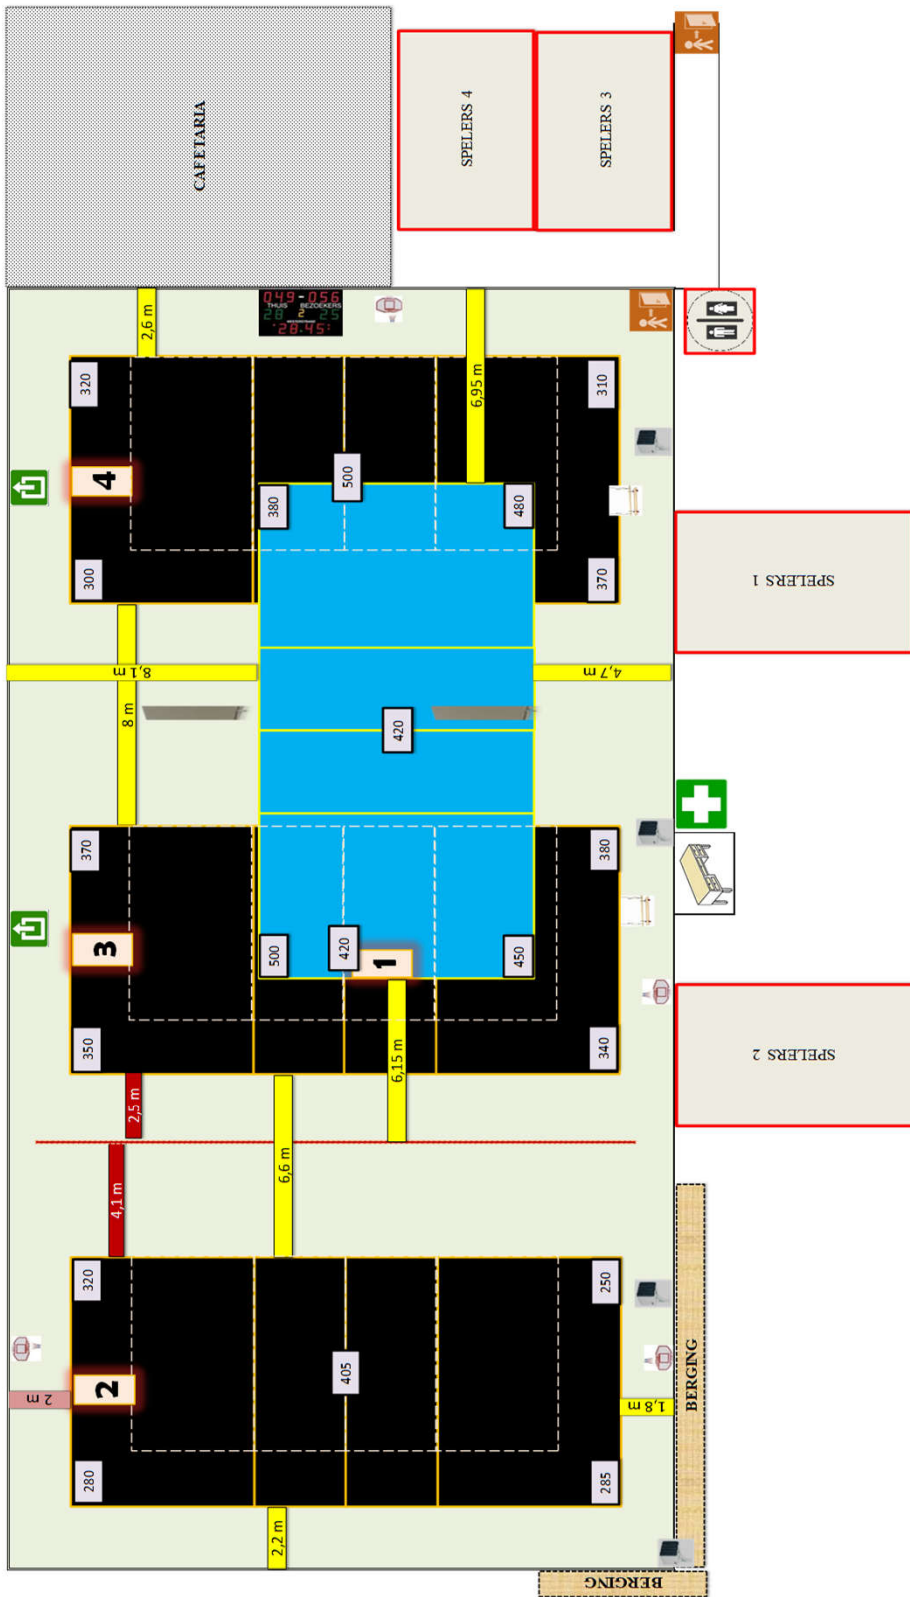 CAFETARIA
SPELERS 4
SPELERS 3
049-056
THUIS BEZOEKERS
28 2 25
28:45
2,6 m
6,95 m
320
310
4
500
380
480
300
370
SPELERS 1
8,1 m
8 m
4,7 m
420
370
380
3
500
420
1
450
350
340
SPELERS 2
2,5 m
6,15 m
4,1 m
6,6 m
320
250
2 m
2
405
1,8 m
280
285
2,2 m
BERGING
BERGING